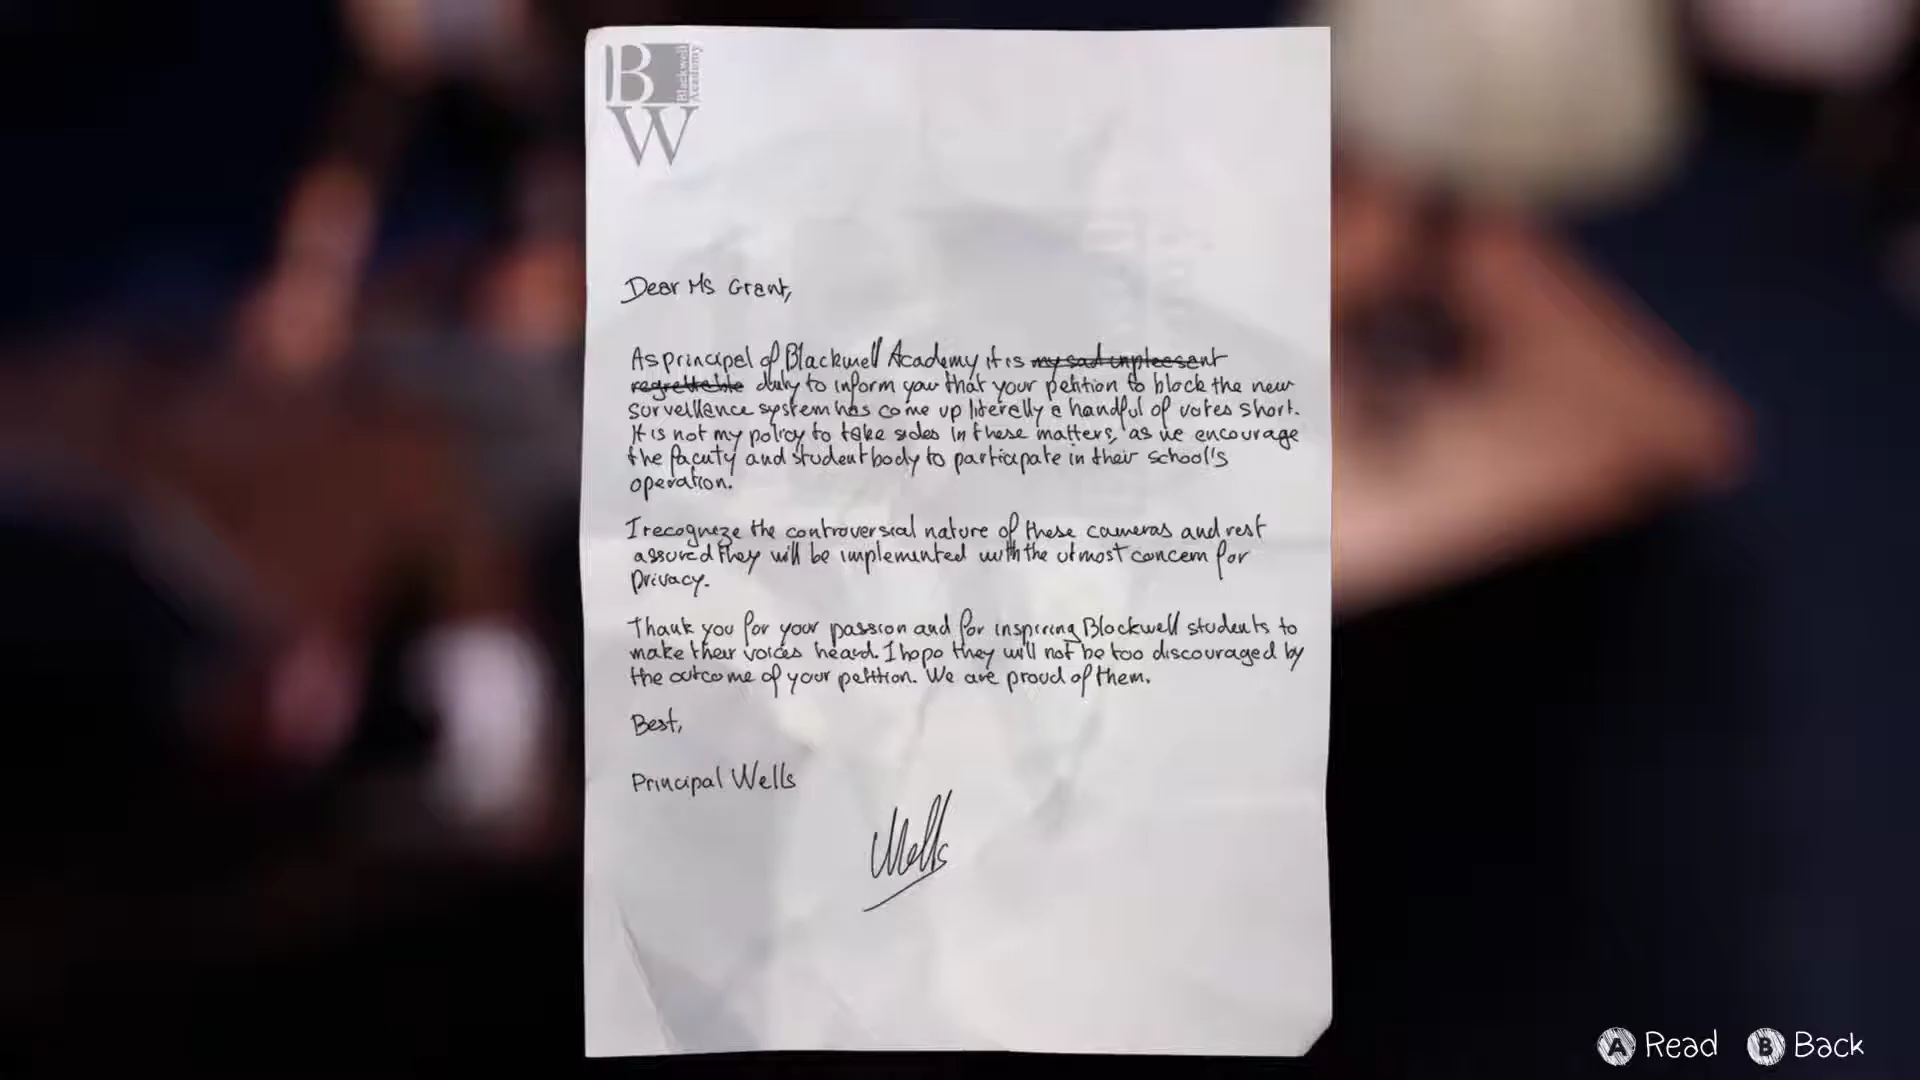 B
Blackwell
Academy
W
Dear Ms Grant,
As principal of Blackwell Academy it is my sad unpleasant
regrettable duty to inform you that your petition to block the new
surveillance system has come up literally a handful of votes short.
It is not my policy to take sides in these matters, as we encourage
the facuty and student body to participate in their school's
operation.
I recogneze the controversial nature of these cameras and rest
assured they will be implemented with the utmost concern for
privacy.
Thank you for your passion and for inspiring Blackwell students to
make their voices heard. I hope they will not be too discouraged by
the outcome of your petition. We are proud of them.
Best,
Principal Wells
Wells
A Read B Back